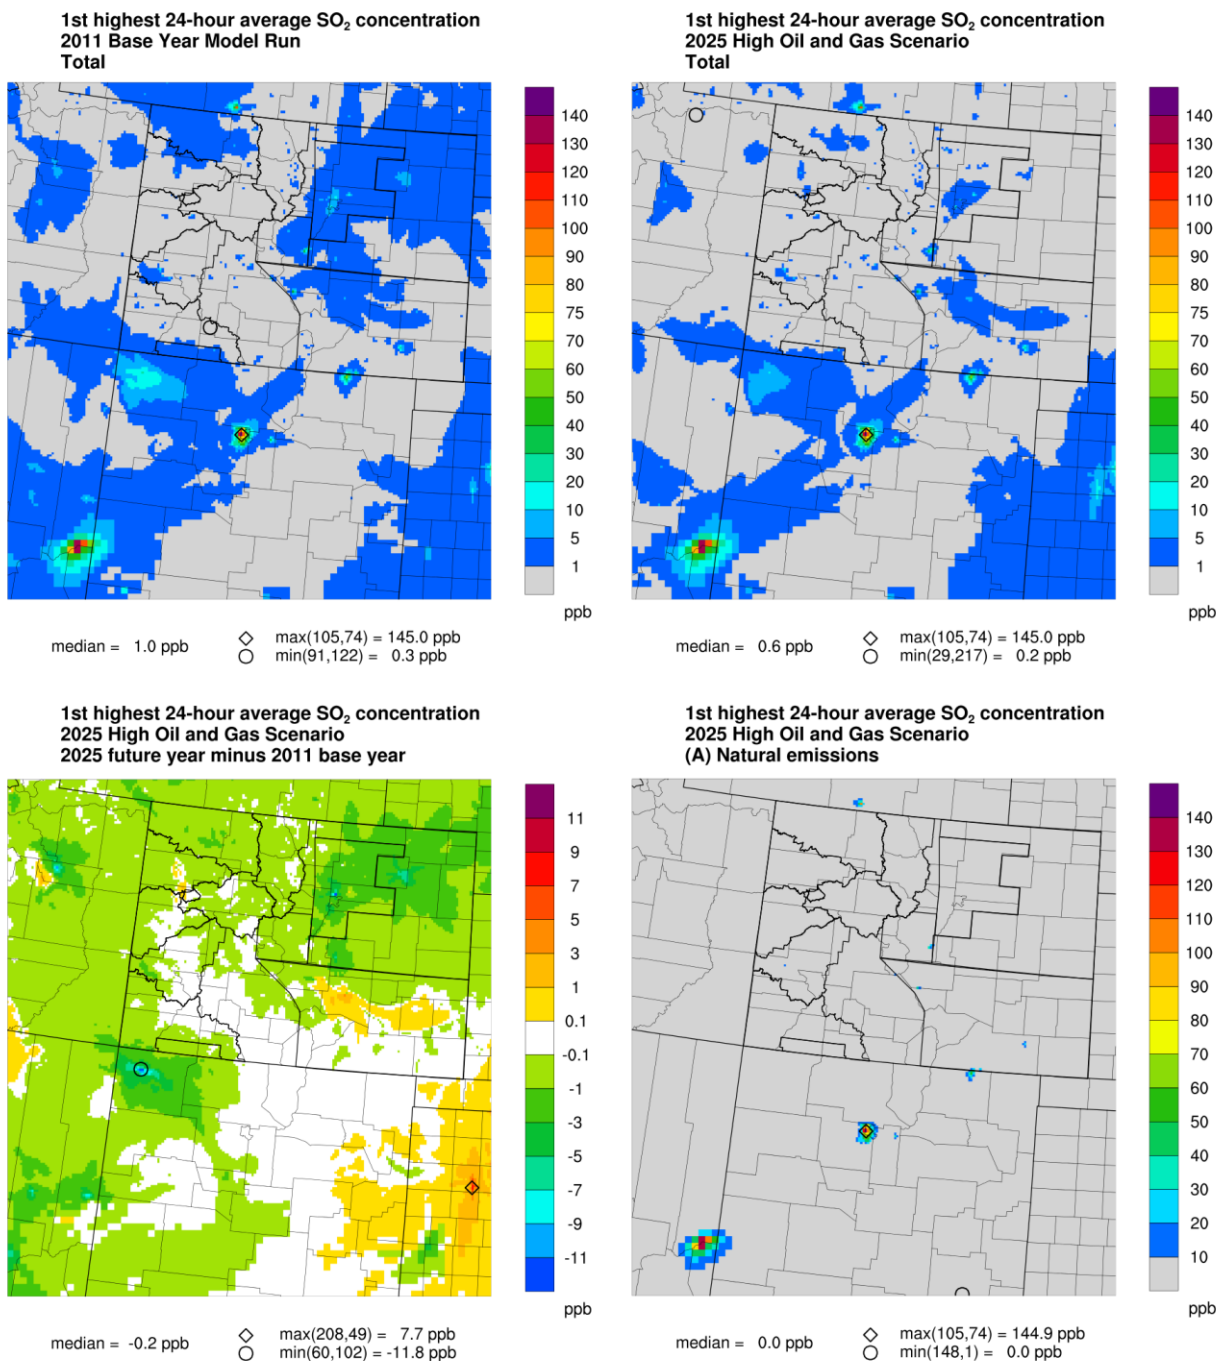 1st highest 24-hour average SO₂ concentration
2011 Base Year Model Run
Total
140
130
120
110
100
90
80
75
70
60
50
40
30
20
10
5
1
ppb
median = 1.0 ppb
max(105,74) = 145.0 ppb
min(91,122) = 0.3 ppb
1st highest 24-hour average SO₂ concentration
2025 High Oil and Gas Scenario
Total
140
130
120
110
100
90
80
75
70
60
50
40
30
20
10
5
1
ppb
median = 0.6 ppb
max(105,74) = 145.0 ppb
min(29,217) = 0.2 ppb
1st highest 24-hour average SO₂ concentration
2025 High Oil and Gas Scenario
2025 future year minus 2011 base year
11
9
7
5
3
1
0.1
-0.1
-1
-3
-5
-7
-9
-11
ppb
median = -0.2 ppb
max(208,49) = 7.7 ppb
min(60,102) = -11.8 ppb
1st highest 24-hour average SO₂ concentration
2025 High Oil and Gas Scenario
(A) Natural emissions
140
130
120
110
100
90
80
70
60
50
40
30
20
10
ppb
median = 0.0 ppb
max(105,74) = 144.9 ppb
min(148,1) = 0.0 ppb